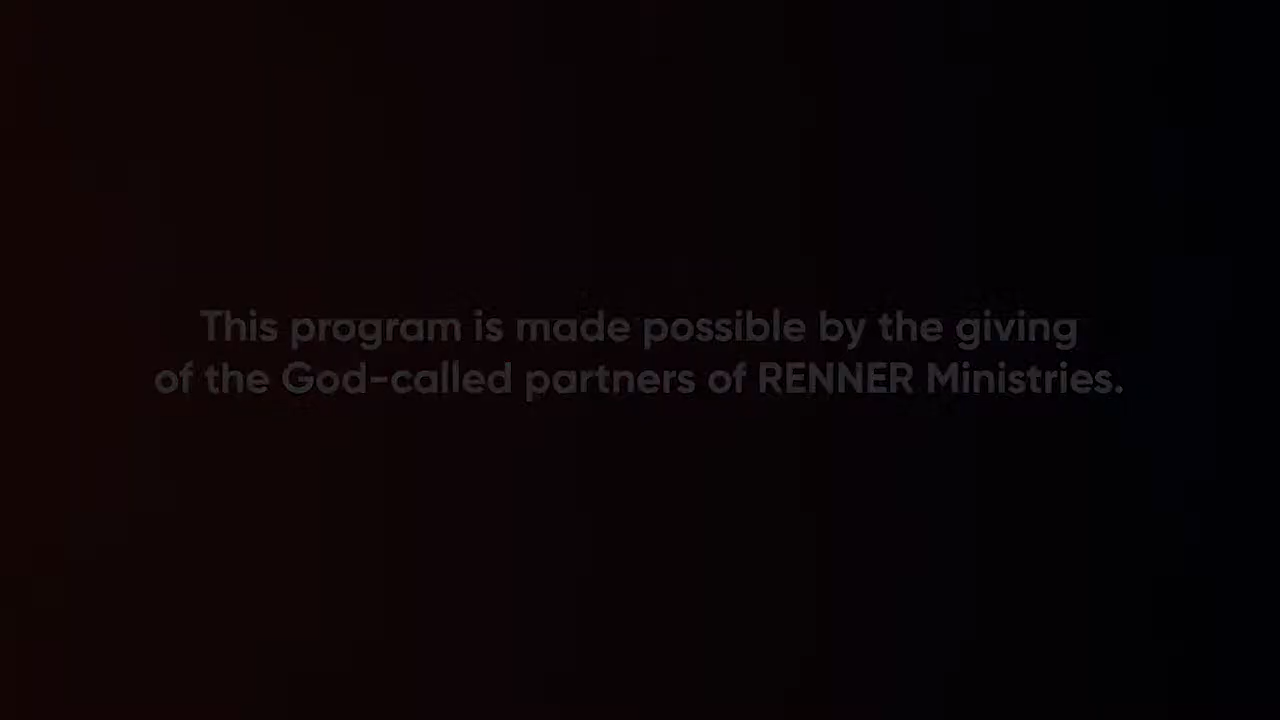 This program is made possible by the giving
of the God-called partners of RENNER Ministries.